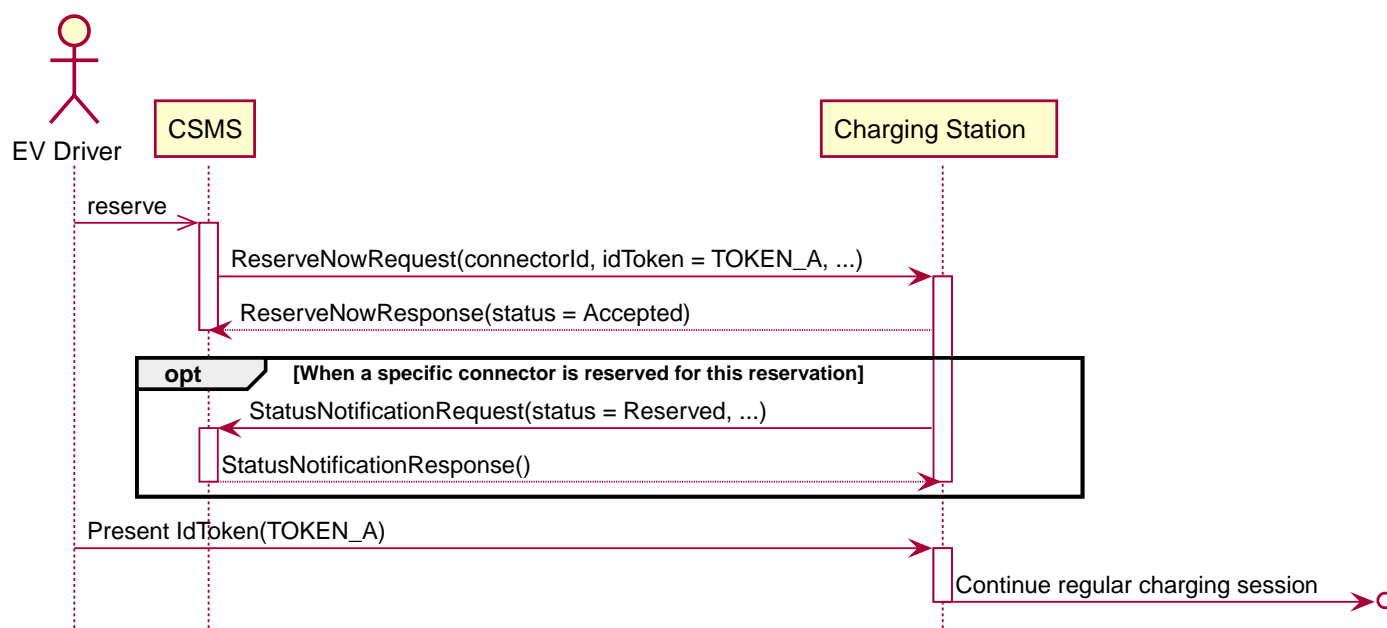 EV Driver
CSMS
Charging Station
reserve
ReserveNowRequest(connectorId, idToken = TOKEN_A, ...)
ReserveNowResponse(status = Accepted)
opt [When a specific connector is reserved for this reservation]
StatusNotificationRequest(status = Reserved, ...)
StatusNotificationResponse()
Present IdToken(TOKEN_A)
Continue regular charging session